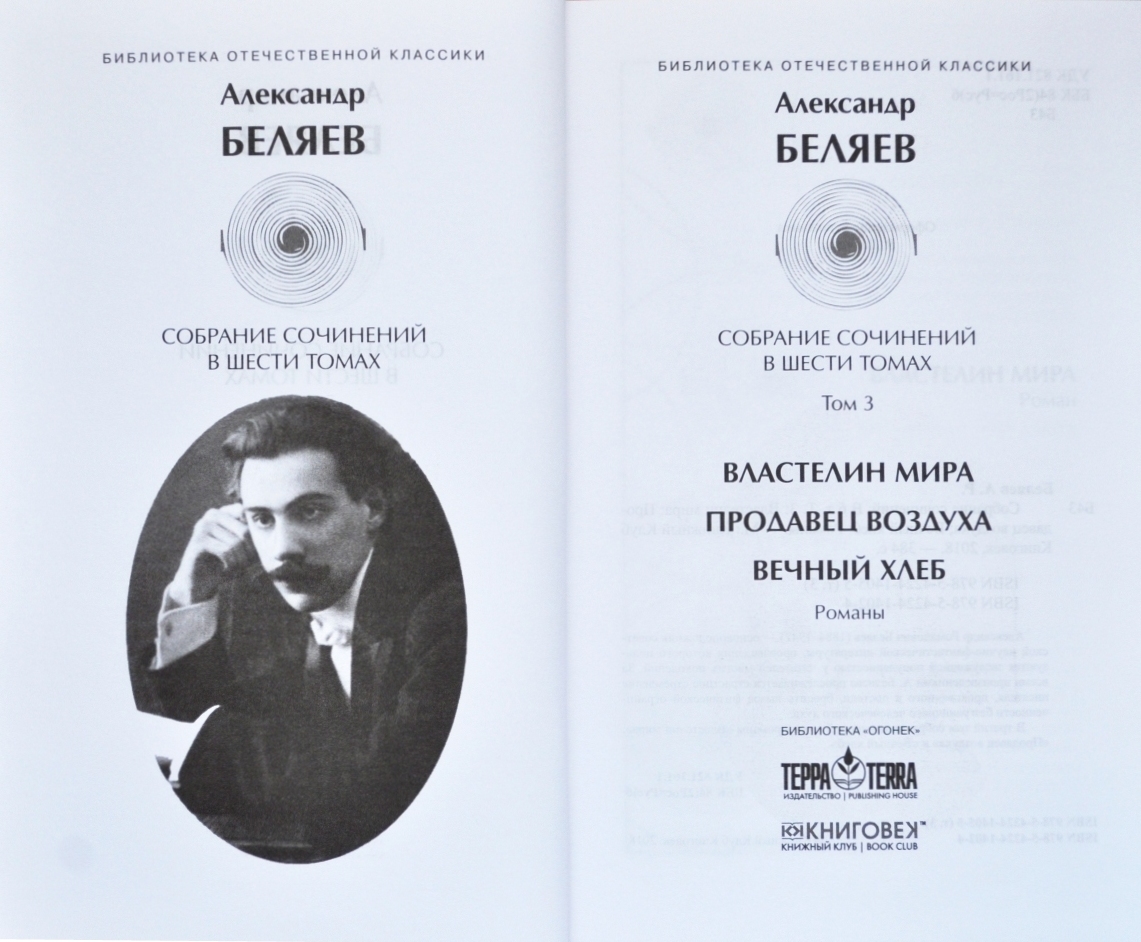 БИБЛИОТЕКА ОТЕЧЕСТВЕННОЙ КЛАССИКИ
Александр
БЕЛЯЕВ
СОБРАНИЕ СОЧИНЕНИЙ
В ШЕСТИ ТОМАХ
БИБЛИОТЕКА ОТЕЧЕСТВЕННОЙ КЛАССИКИ
Александр
БЕЛЯЕВ
СОБРАНИЕ СОЧИНЕНИЙ
В ШЕСТИ ТОМАХ
Том 3
ВЛАСТЕЛИН МИРА
ПРОДАВЕЦ ВОЗДУХА
ВЕЧНЫЙ ХЛЕБ
Романы
БИБЛИОТЕКА «ОГОНЕК»
ТЕРРА TERRA
ИЗДАТЕЛЬСТВО | PUBLISHING HOUSE
КНИГОВЕК™
КНИЖНЫЙ КЛУБ | BOOK CLUB